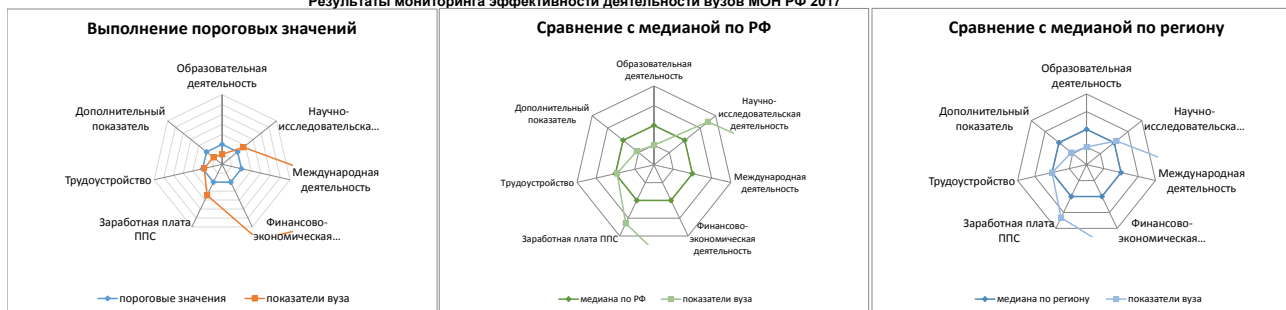 Результаты мониторинга эффективности деятельности вузов МОН РФ 2017
Выполнение пороговых значений
Образовательная
деятельность
Научно-
исследовательска...
Международная
деятельность
Финансово-
экономическая...
Заработная плата
ППС
Трудоустройство
Дополнительный
показатель
пороговые значения
показатели вуза
Сравнение с медианой по РФ
Образовательная
деятельность
Научно-
исследовательская
деятельность
Международная
деятельность
Финансово-
экономическая
деятельность
Заработная плата ППС
Трудоустройство
Дополнительный
показатель
медиана по РФ
показатели вуза
Сравнение с медианой по региону
Образовательная
деятельность
Научно-
исследовательска...
Международная
деятельность
Финансово-
экономическая...
Заработная плата
ППС
Трудоустройство
Дополнительный
показатель
медиана по региону
показатели вуза